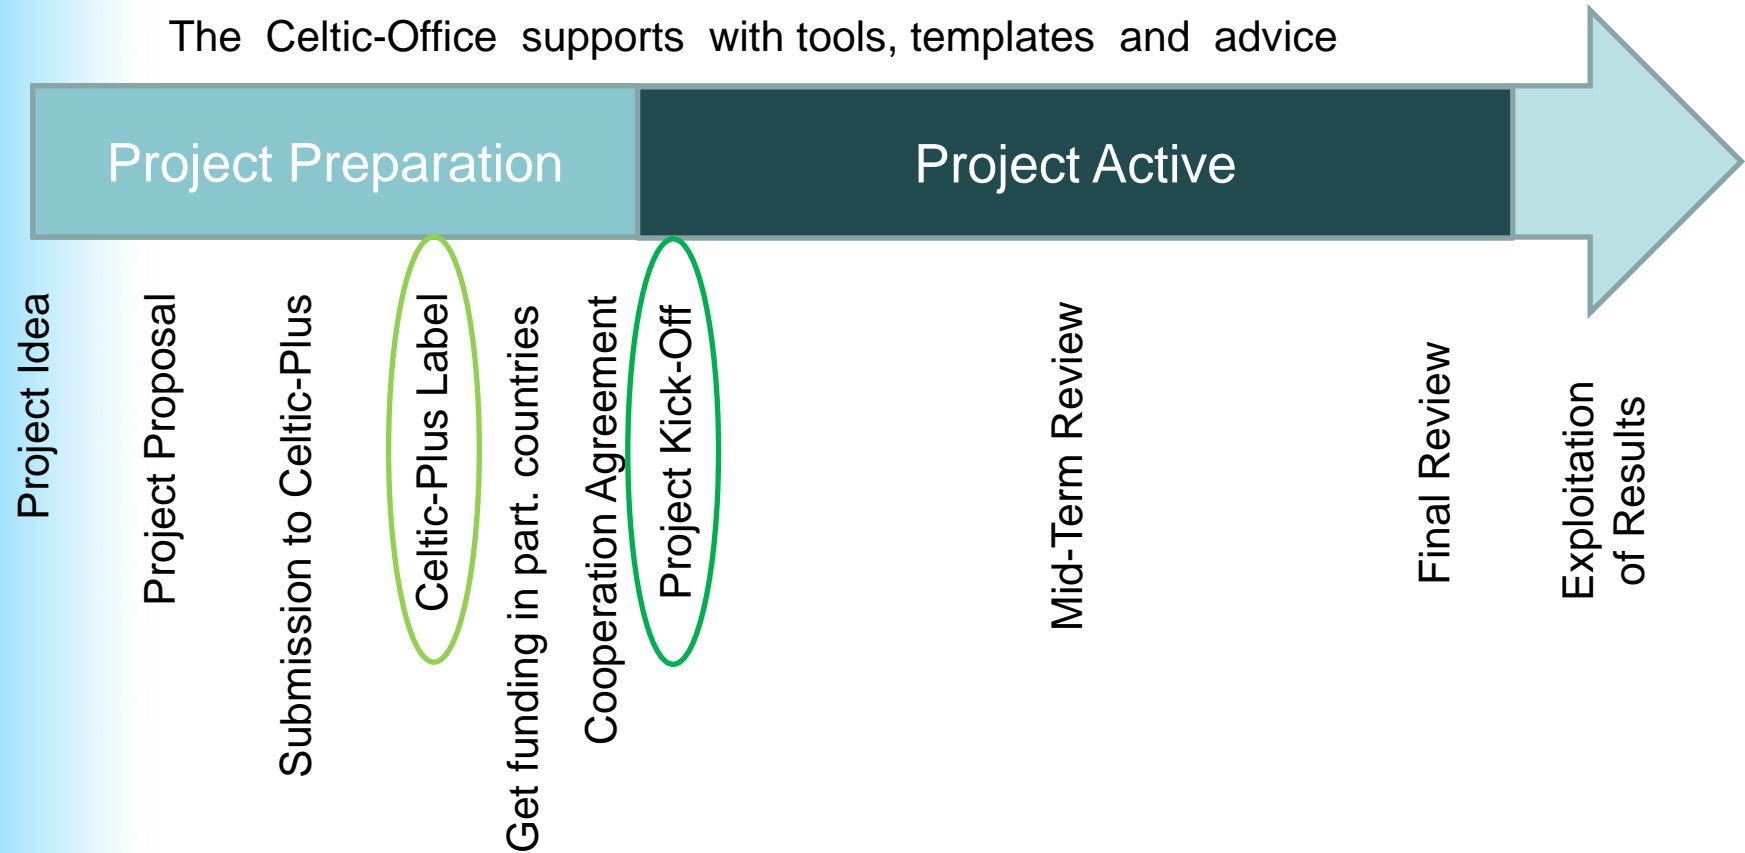 The Celtic-Office supports with tools, templates and advice
Project Preparation
Project Active
Project Idea
Project Proposal
Submission to Celtic-Plus
Celtic-Plus Label
Get funding in part. countries
Cooperation Agreement
Project Kick-Off
Mid-Term Review
Final Review
Exploitation
of Results